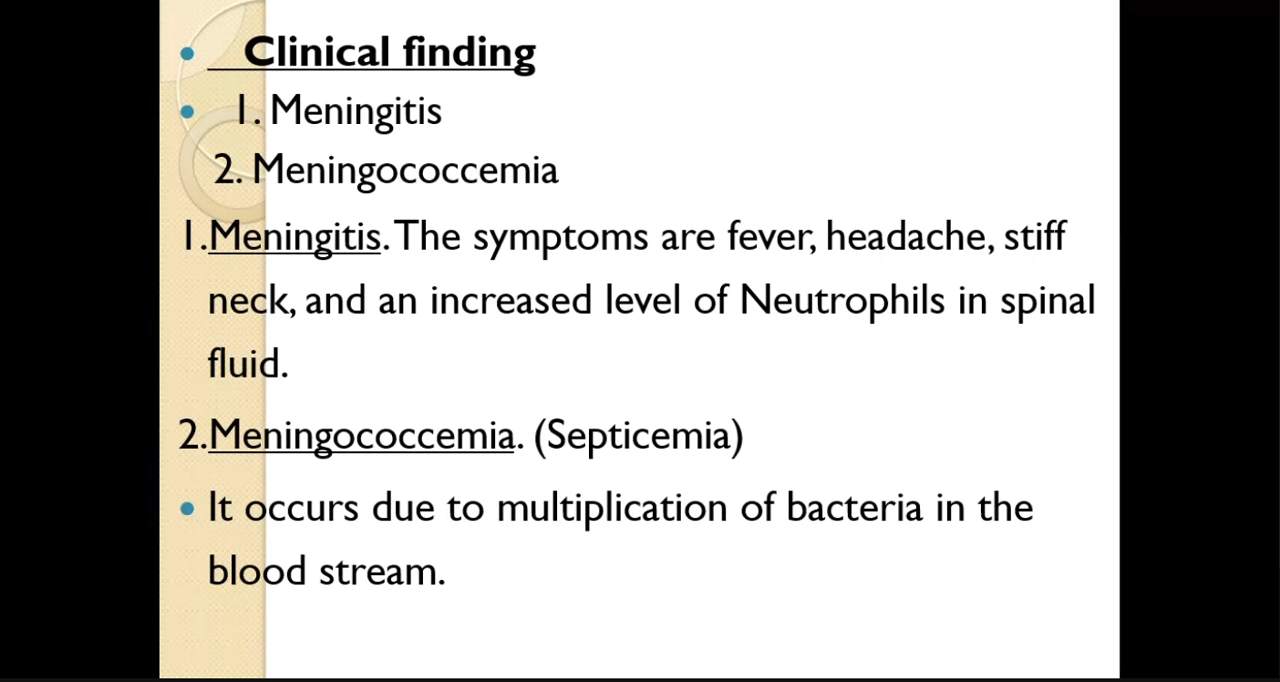 Clinical finding
1. Meningitis
2. Meningococcemia
1.Meningitis. The symptoms are fever, headache, stiff
neck, and an increased level of Neutrophils in spinal
fluid.
2.Meningococcemia. (Septicemia)
It occurs due to multiplication of bacteria in the
blood stream.